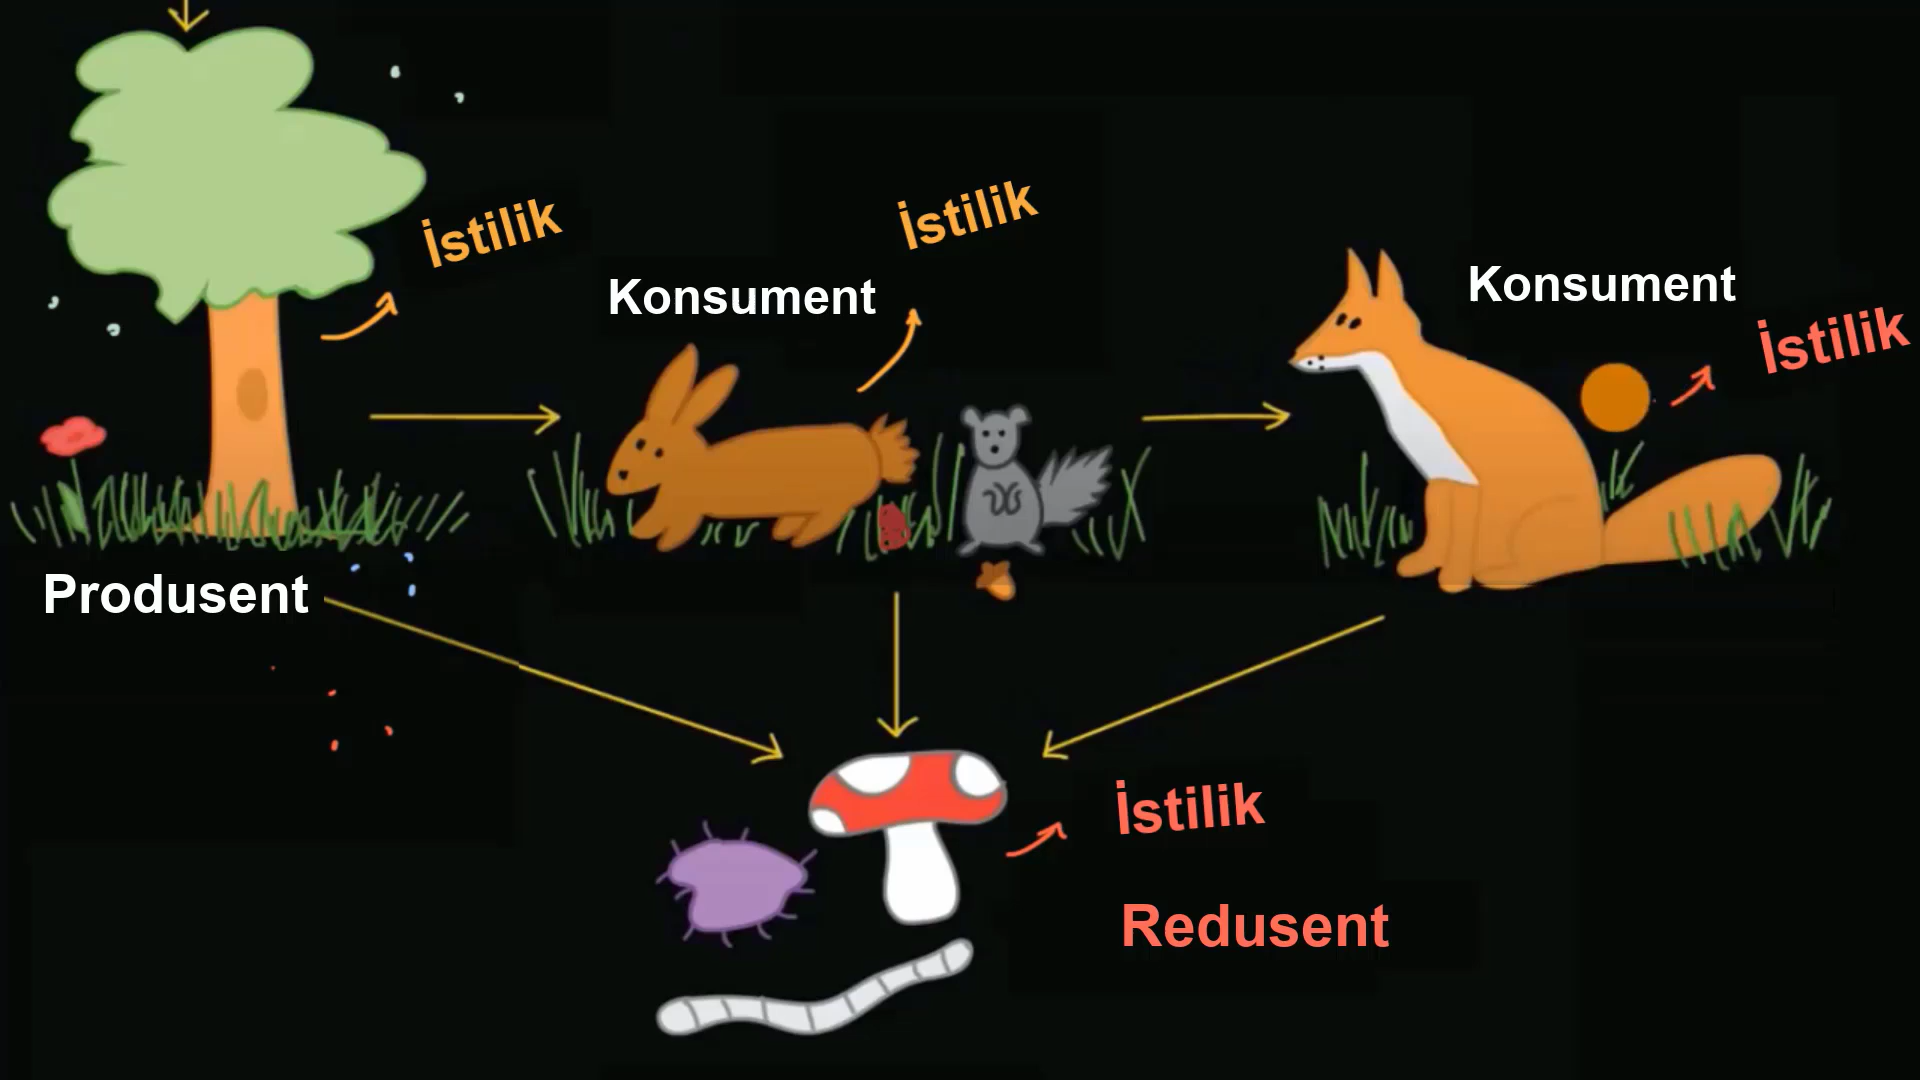 İstilik
İstilik
Konsument
Konsument
İstilik
Produsent
İstilik
Redusent